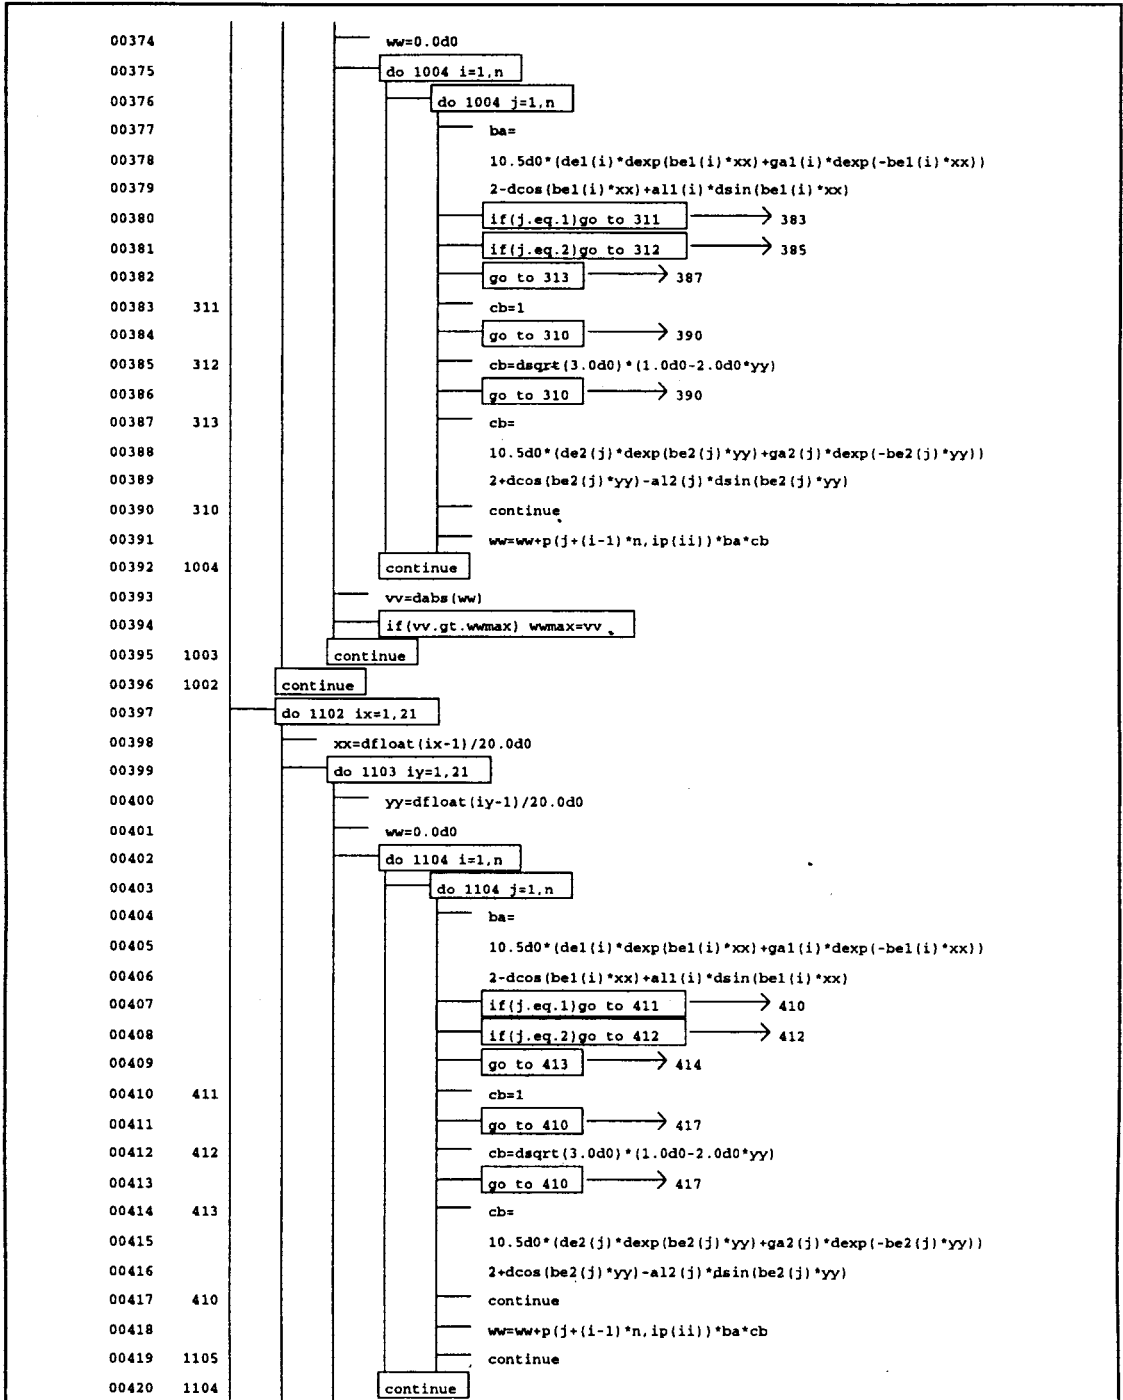 00374 ww=0.0d0
00375 do 1004 i=1,n
00376 do 1004 j=1,n
00377 ba=
00378 10.5d0*(de1(i)*dexp(be1(i)*xx)+ga1(i)*dexp(-be1(i)*xx))
00379 2-dcos(be1(i)*xx)+al1(i)*dsin(be1(i)*xx)
00380 if(j.eq.1)go to 311 383
00381 if(j.eq.2)go to 312 385
00382 go to 313 387
00383 311 cb=1
00384 go to 310 390
00385 312 cb=dsqrt(3.0d0)*(1.0d0-2.0d0*yy)
00386 go to 310 390
00387 313 cb=
00388 10.5d0*(de2(j)*dexp(be2(j)*yy)+ga2(j)*dexp(-be2(j)*yy))
00389 2+dcos(be2(j)*yy)-al2(j)*dsin(be2(j)*yy)
00390 310 continue
00391 ww=ww+p(j+(i-1)*n,ip(ii))*ba*cb
00392 1004 continue
00393 vv=dabs(ww)
00394 if(vv.gt.wwmax) wwmax=vv
00395 1003 continue
00396 1002 continue
00397 do 1102 ix=1,21
00398 xx=dfloat(ix-1)/20.0d0
00399 do 1103 iy=1,21
00400 yy=dfloat(iy-1)/20.0d0
00401 ww=0.0d0
00402 do 1104 i=1,n
00403 do 1104 j=1,n
00404 ba=
00405 10.5d0*(de1(i)*dexp(be1(i)*xx)+ga1(i)*dexp(-be1(i)*xx))
00406 2-dcos(be1(i)*xx)+al1(i)*dsin(be1(i)*xx)
00407 if(j.eq.1)go to 411 410
00408 if(j.eq.2)go to 412 412
00409 go to 413 414
00410 411 cb=1
00411 go to 410 417
00412 412 cb=dsqrt(3.0d0)*(1.0d0-2.0d0*yy)
00413 go to 410 417
00414 413 cb=
00415 10.5d0*(de2(j)*dexp(be2(j)*yy)+ga2(j)*dexp(-be2(j)*yy))
00416 2+dcos(be2(j)*yy)-al2(j)*dsin(be2(j)*yy)
00417 410 continue
00418 ww=ww+p(j+(i-1)*n,ip(ii))*ba*cb
00419 1105 continue
00420 1104 continue